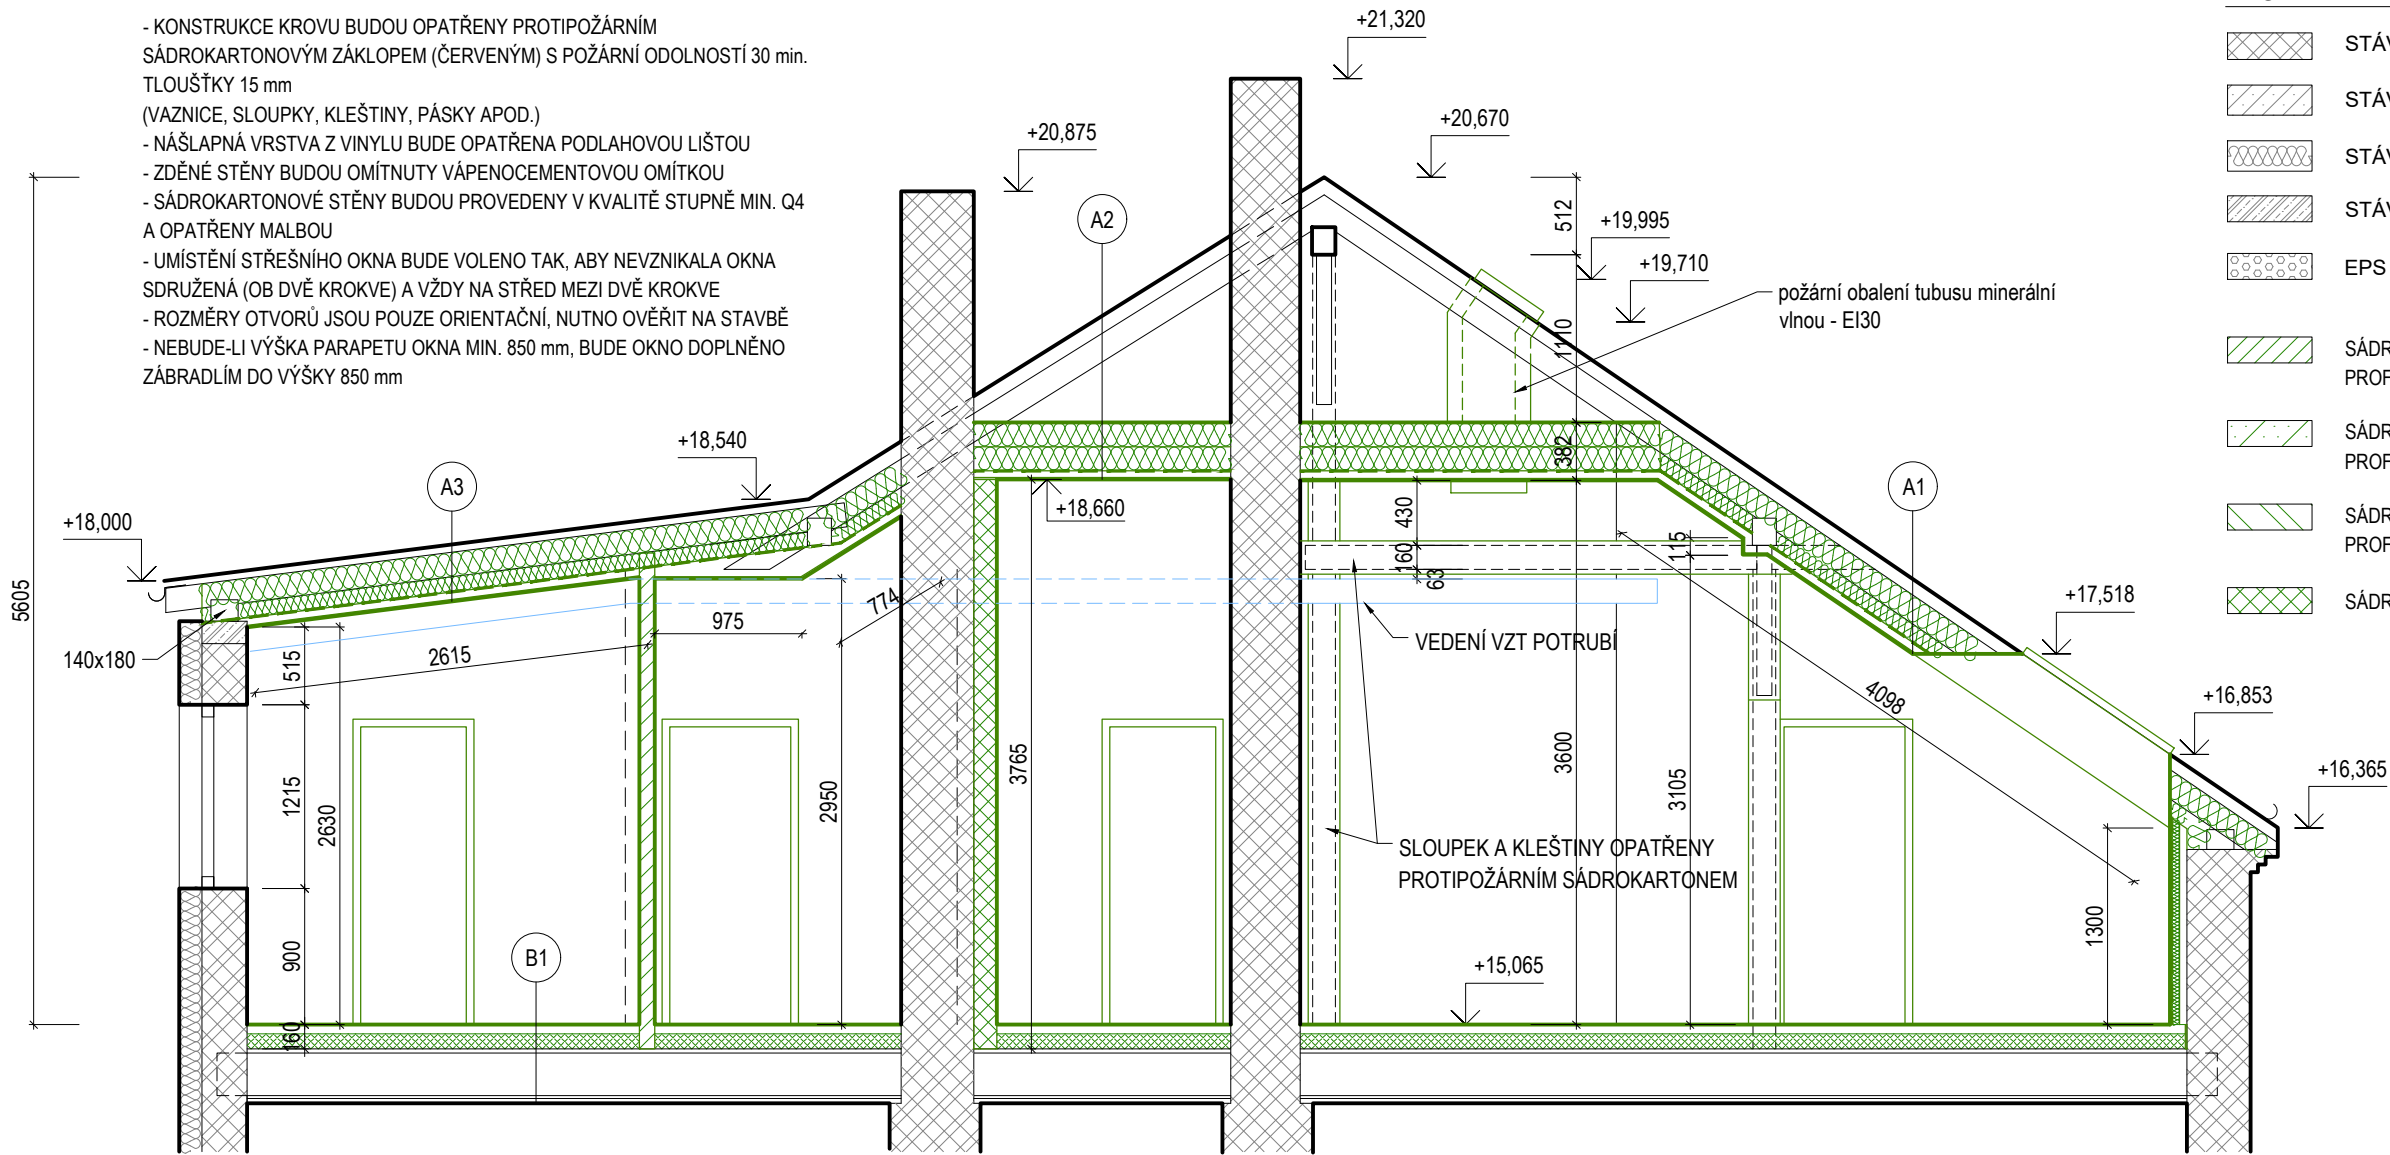 - KONSTRUKCE KROVU BUDOU OPATŘENY PROTIPOŽÁRNÍM
SÁDROKARTONOVÝM ZÁKLOPEM (ČERVENÝM) S POŽÁRNÍ ODOLNOSTÍ 30 min.
TLOUŠŤKY 15 mm
(VAZNICE, SLOUPKY, KLEŠTINY, PÁSKY APOD.)
- NÁŠLAPNÁ VRSTVA Z VINYLU BUDE OPATŘENA PODLAHOVOU LIŠTOU
- ZDĚNÉ STĚNY BUDOU OMÍTNUTY VÁPENOCEMENTOVOU OMÍTKOU
- SÁDROKARTONOVÉ STĚNY BUDOU PROVEDENY V KVALITĚ STUPNĚ MIN. Q4
A OPATŘENY MALBOU
- UMÍSTĚNÍ STŘEŠNÍHO OKNA BUDE VOLENO TAK, ABY NEVZNIKALA OKNA
SDRUŽENÁ (OB DVĚ KROKVE) A VŽDY NA STŘED MEZI DVĚ KROKVE
- ROZMĚRY OTVORŮ JSOU POUZE ORIENTAČNÍ, NUTNO OVĚŘIT NA STAVBĚ
- NEBUDE-LI VÝŠKA PARAPETU OKNA MIN. 850 mm, BUDE OKNO DOPLNĚNO
ZÁBRADLÍM DO VÝŠKY 850 mm
+21,320
+20,875
+20,670
A2
512
+19,995
+19,710
požární obalení tubusu minerální
vlnou - EI30
1110
+18,540
A3
382
A1
+18,000
+18,660
430
115
160
63
5605
774
975
+17,518
VEDENÍ VZT POTRUBÍ
140x180
2615
515
4098
+16,853
1215
2630
2950
3765
3600
3105
+16,365
SLOUPEK A KLEŠTINY OPATŘENY
PROTIPOŽÁRNÍM SÁDROKARTONEM
900
B1
+15,065
1300
160
STÁV
STÁV
STÁV
STÁV
EPS
SÁDR
PROF
SÁDR
PROF
SÁDR
PROF
SÁDR